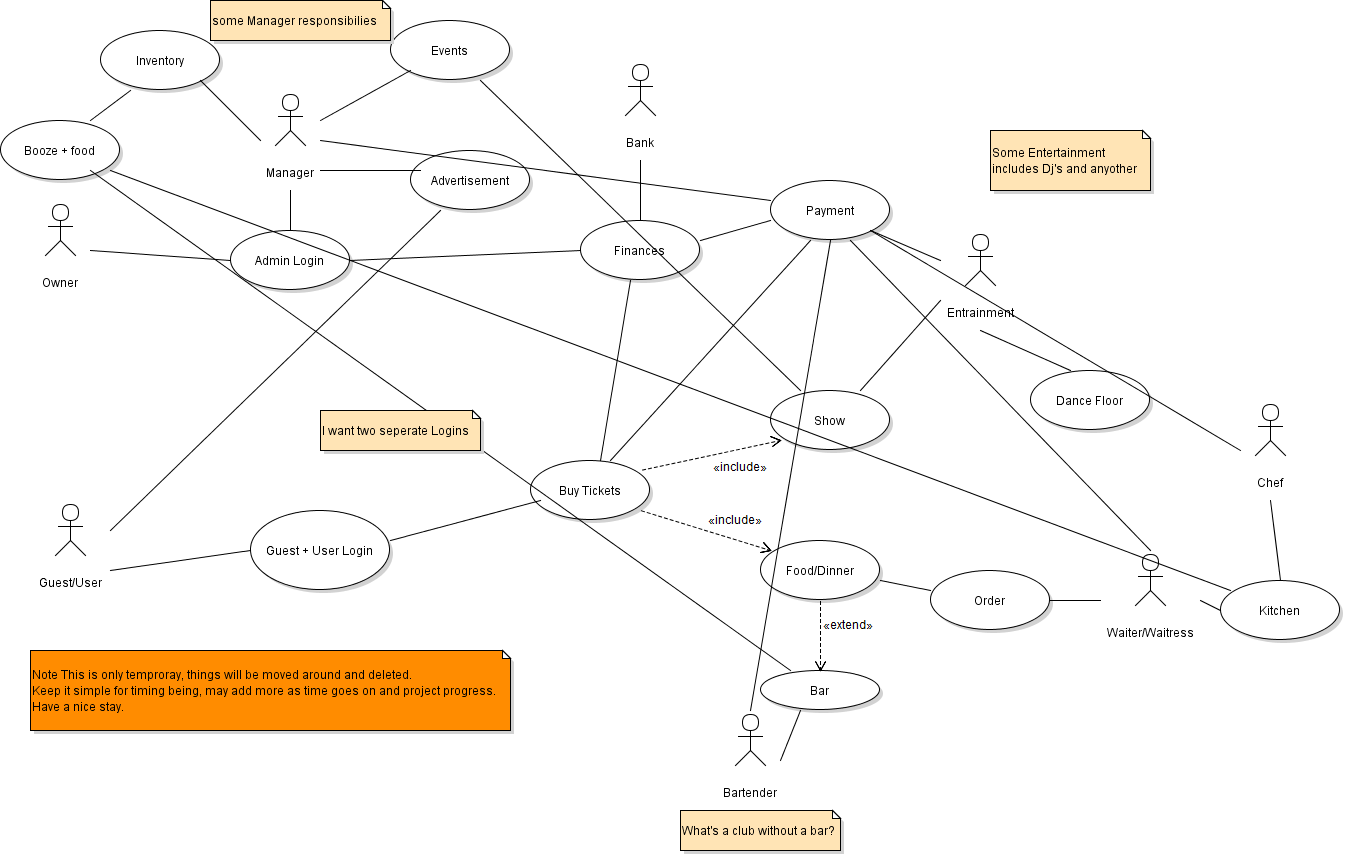 some Manager responsibilies
Events
Inventory
Bank
Booze + food
Some Entertainment
includes Dj's and anyother
Manager
Advertisement
Payment
Owner
Admin Login
Finances
Entrainment
Dance Floor
Show
I want two seperate Logins
«include»
Chef
Buy Tickets
«include»
Guest/User
Guest + User Login
Food/Dinner
Order
Kitchen
«extend»
Waiter/Waitress
Note This is only temproray, things will be moved around and deleted.
Keep it simple for timing being, may add more as time goes on and project progress.
Have a nice stay.
Bar
Bartender
What's a club without a bar?